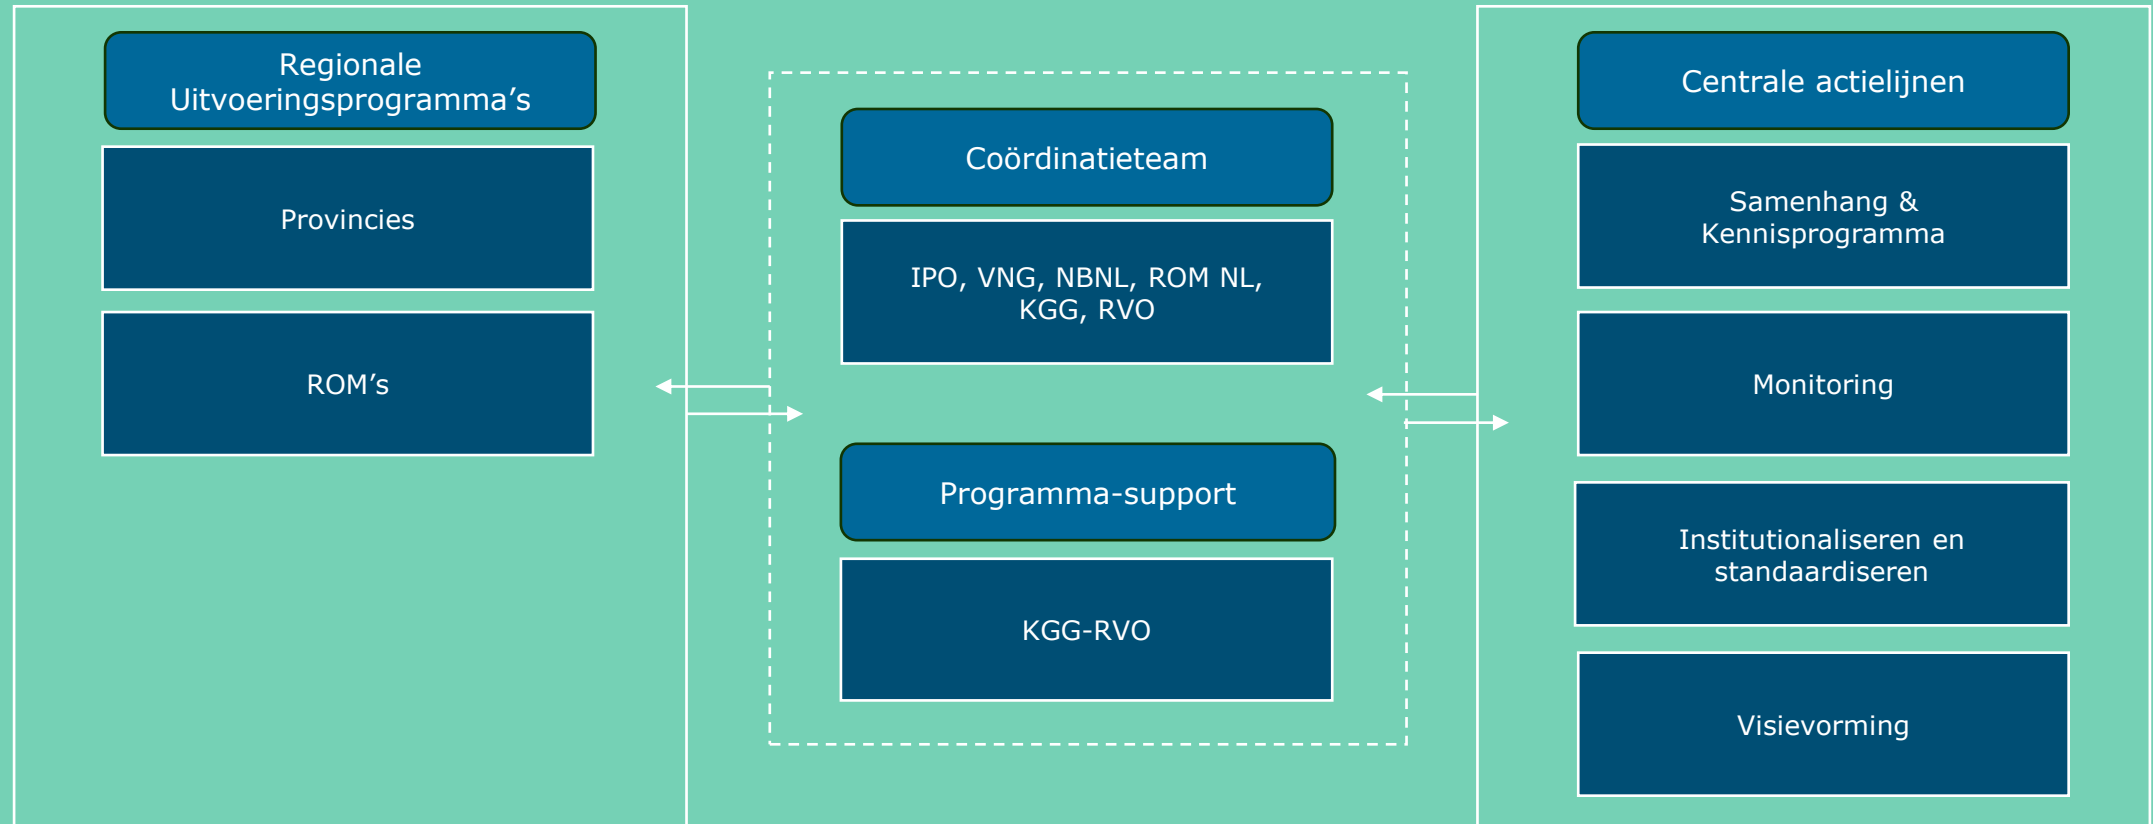 Regionale
Uitvoeringsprogramma’s
Provincies
ROM’s
Coördinatieteam
IPO, VNG, NBNL, ROM NL,
KGG, RVO
Programma-support
KGG-RVO
Centrale actielijnen
Samenhang &
Kennisprogramma
Monitoring
Institutionaliseren en
standaardiseren
Visievorming